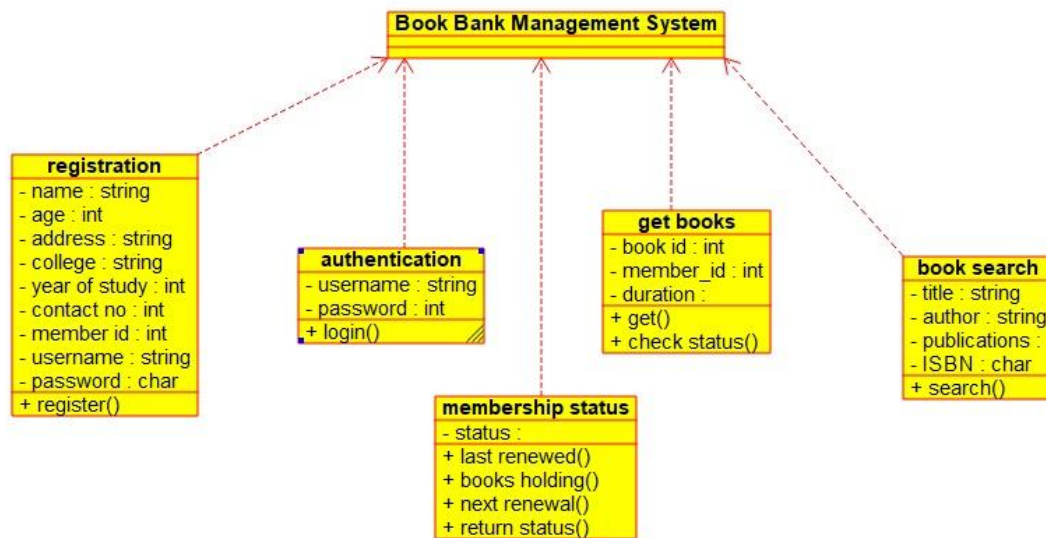 Book Bank Management System
registration
- name : string
- age : int
- address : string
- college : string
- year of study : int
- contact no : int
- member id : int
- username : string
- password : char
+ register()
authentication
- username : string
- password : int
+ login()
membership status
- status :
+ last renewed()
+ books holding()
+ next renewal()
+ return status()
get books
- book id : int
- member_id : int
- duration :
+ get()
+ check status()
book search
- title : string
- author : string
- publications :
- ISBN : char
+ search()